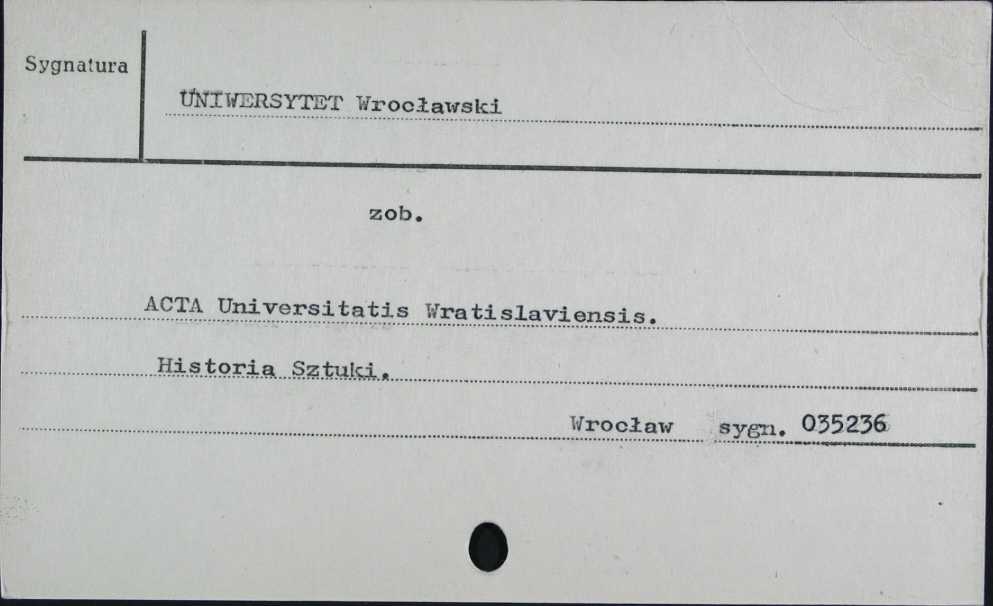 Sygnatura
UNIWERSYTET Wrocławski
zob.
ACTA Universitatis Wratislaviensis.
Historia Sztuki.
Wrocław sygn. 035236